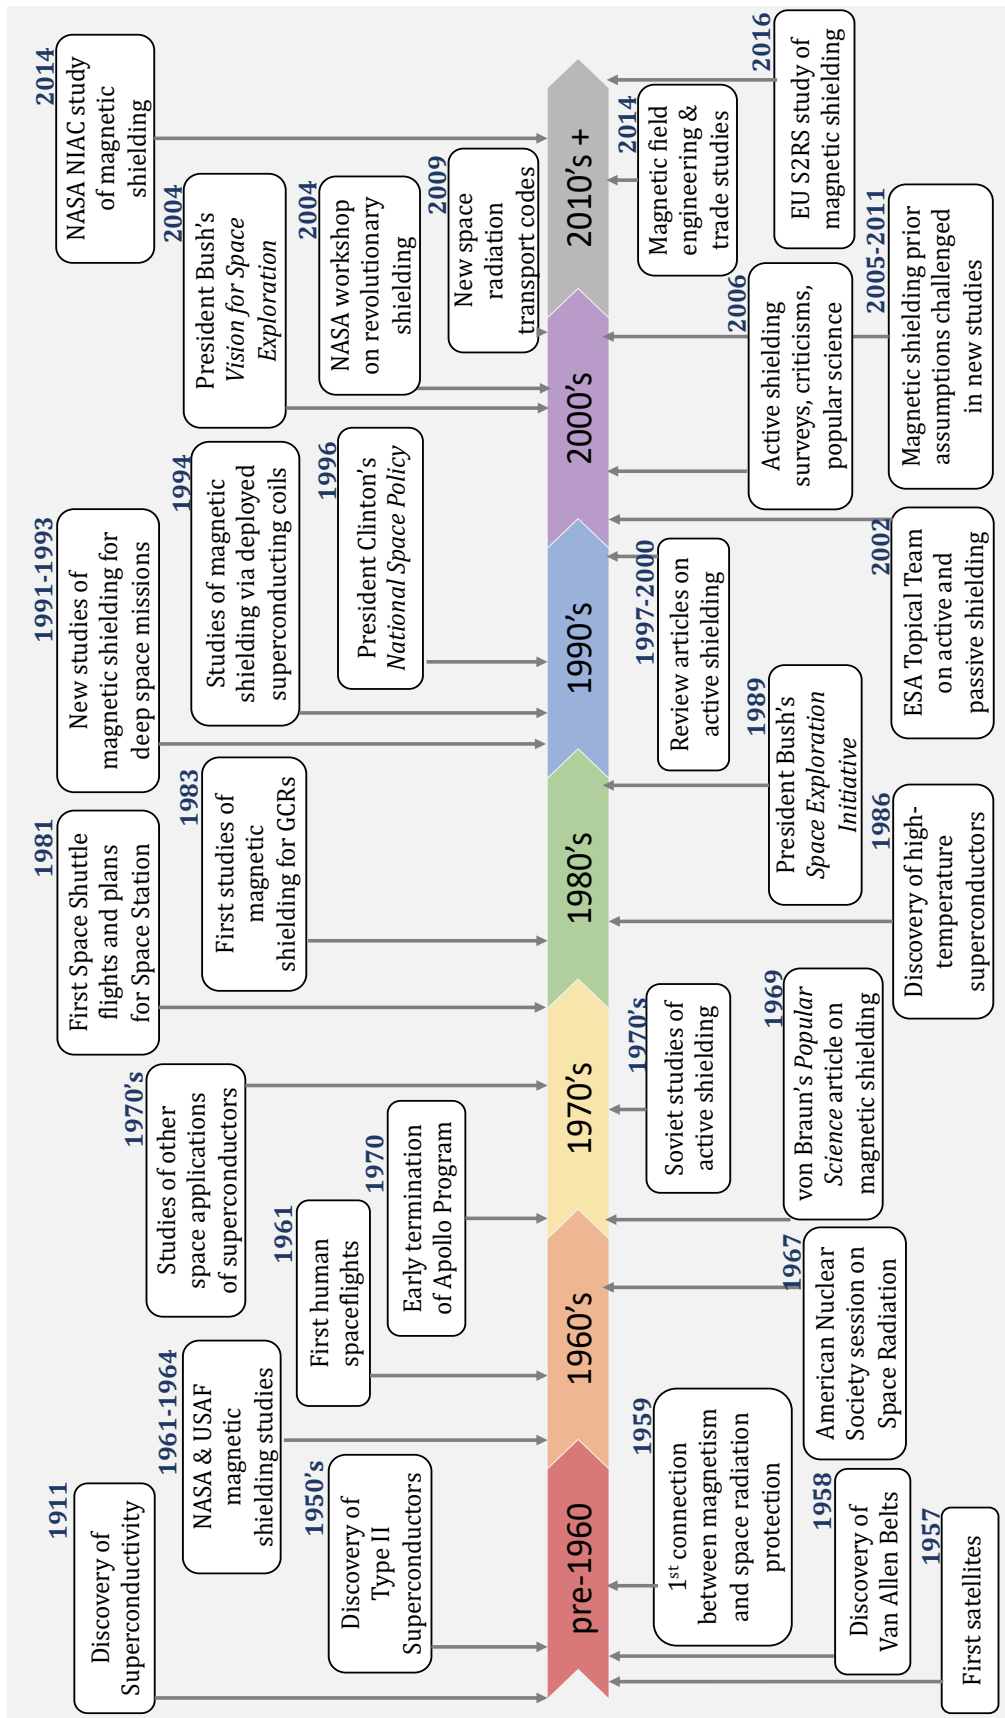 1911
Discovery of
Superconductivity
1961-1964
NASA & USAF
magnetic
shielding studies
1950's
Discovery of
Type II
Superconductors
1961
First human
spaceflights
1970's
Studies of other
space applications
of superconductors
1970
Early termination
of Apollo Program
1981
First Space Shuttle
flights and plans
for Space Station
1983
First studies of
magnetic
shielding for GCRs
1991-1993
New studies of
magnetic shielding for
deep space missions
1994
Studies of magnetic
shielding via deployed
superconducting coils
1996
President Clinton's
National Space Policy
2004
President Bush's
Vision for Space
Exploration
2004
NASA workshop
on revolutionary
shielding
2009
New space
radiation
transport codes
2014
NASA NIAC study
of magnetic
shielding
pre-1960
1960's
1970's
1980's
1990's
2000's
2010's +
1959
1st connection
between magnetism
and space radiation
protection
1958
Discovery of
Van Allen Belts
1957
First satellites
1967
American Nuclear
Society session on
Space Radiation
1969
von Braun's Popular
Science article on
magnetic shielding
1970's
Soviet studies of
active shielding
1986
Discovery of high-
temperature
superconductors
1989
President Bush's
Space Exploration
Initiative
1997-2000
Review articles on
active shielding
2002
ESA Topical Team
on active and
passive shielding
2006
Active shielding
surveys, criticisms,
popular science
2005-2011
Magnetic shielding prior
assumptions challenged
in new studies
2014
Magnetic field
engineering &
trade studies
2016
EU S2RS study of
magnetic shielding